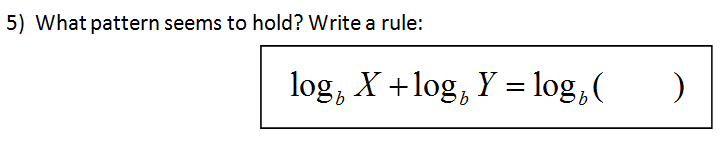 5) What pattern seems to hold? Write a rule:
log_b X + log_b Y = log_b (      )